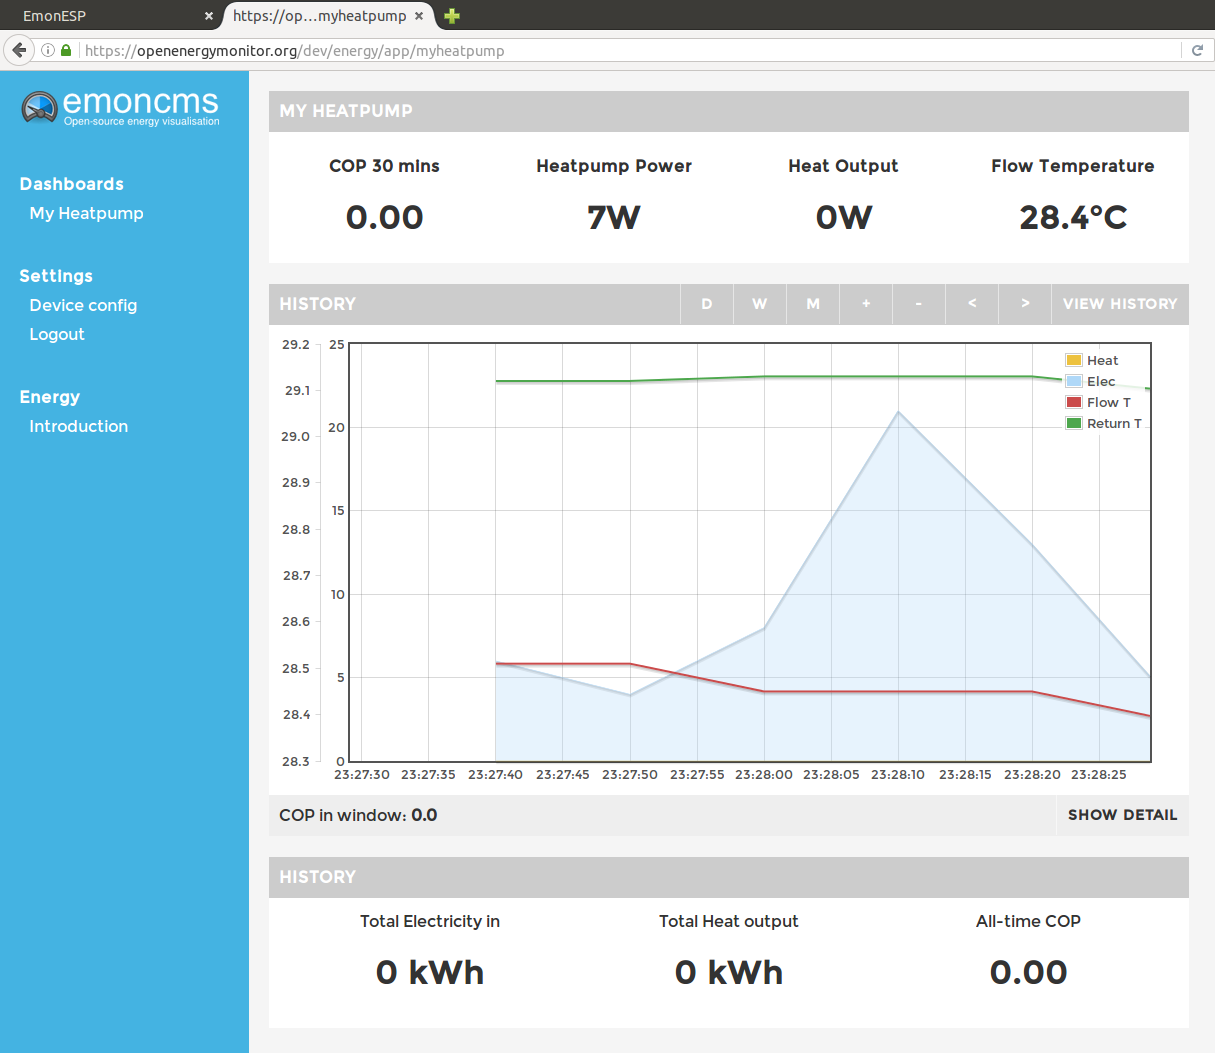 EmonESP × https://op...myheatpump ×
https://openenergymonitor.org/dev/energy/app/myheatpump
emoncms
Open-source energy visualisation
Dashboards
My Heatpump
Settings
Device config
Logout
Energy
Introduction
MY HEATPUMP
COP 30 mins Heatpump Power Heat Output Flow Temperature
0.00 7W 0W 28.4°C
HISTORY D W M + - < > VIEW HISTORY
29.2
29.1
29.0
28.9
28.8
28.7
28.6
28.5
28.4
28.3
25
20
15
10
5
0
Heat
Elec
Flow T
Return T
23:27:30 23:27:35 23:27:40 23:27:45 23:27:50 23:27:55 23:28:00 23:28:05 23:28:10 23:28:15 23:28:20 23:28:25
COP in window: 0.0 SHOW DETAIL
HISTORY
Total Electricity in Total Heat output All-time COP
0 kWh 0 kWh 0.00